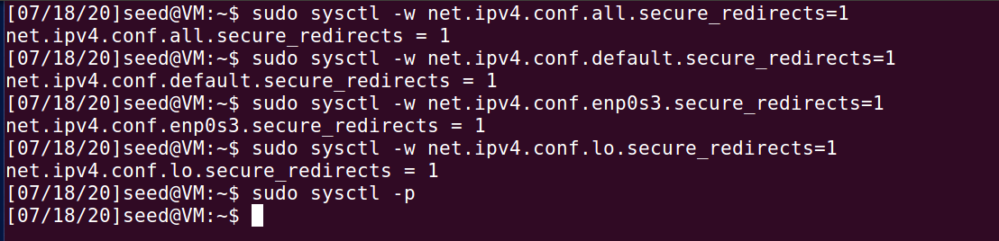 [07/18/20]seed@VM:~$ sudo sysctl -w net.ipv4.conf.all.secure_redirects=1
net.ipv4.conf.all.secure_redirects = 1
[07/18/20]seed@VM:~$ sudo sysctl -w net.ipv4.conf.default.secure_redirects=1
net.ipv4.conf.default.secure_redirects = 1
[07/18/20]seed@VM:~$ sudo sysctl -w net.ipv4.conf.enp0s3.secure_redirects=1
net.ipv4.conf.enp0s3.secure_redirects = 1
[07/18/20]seed@VM:~$ sudo sysctl -w net.ipv4.conf.lo.secure_redirects=1
net.ipv4.conf.lo.secure_redirects = 1
[07/18/20]seed@VM:~$ sudo sysctl -p
[07/18/20]seed@VM:~$